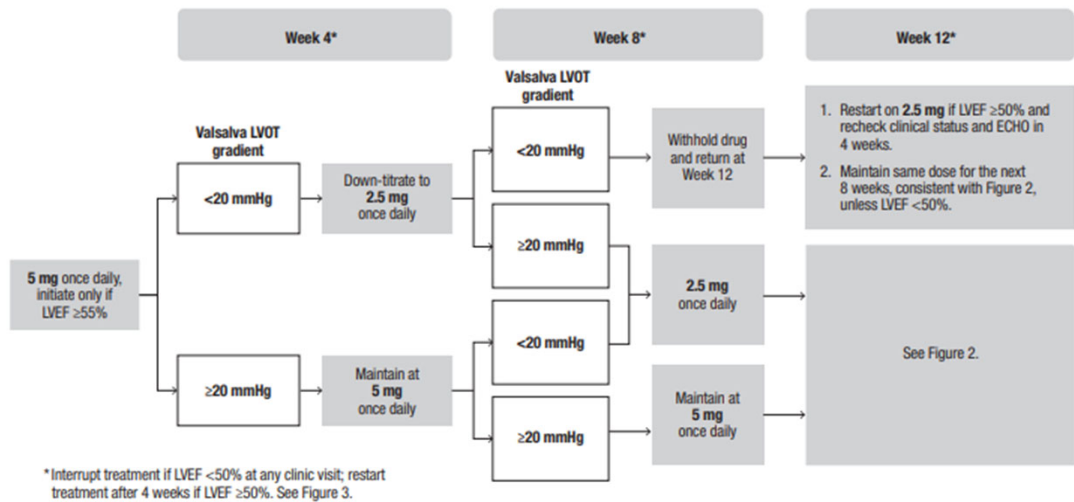 Week 4*
Week 8*
Week 12*
Valsalva LVOT
gradient
<20 mmHg
Down-titrate to
2.5 mg
once daily
Valsalva LVOT
gradient
<20 mmHg
Withhold drug
and return at
Week 12
1. Restart on 2.5 mg if LVEF ≥50% and
recheck clinical status and ECHO in
4 weeks.
2. Maintain same dose for the next
8 weeks, consistent with Figure 2,
unless LVEF <50%.
≥20 mmHg
5 mg once daily,
initiate only if
LVEF ≥55%
2.5 mg
once daily
<20 mmHg
See Figure 2.
≥20 mmHg
Maintain at
5 mg
once daily
≥20 mmHg
Maintain at
5 mg
once daily
*Interrupt treatment if LVEF <50% at any clinic visit; restart
treatment after 4 weeks if LVEF ≥50%. See Figure 3.